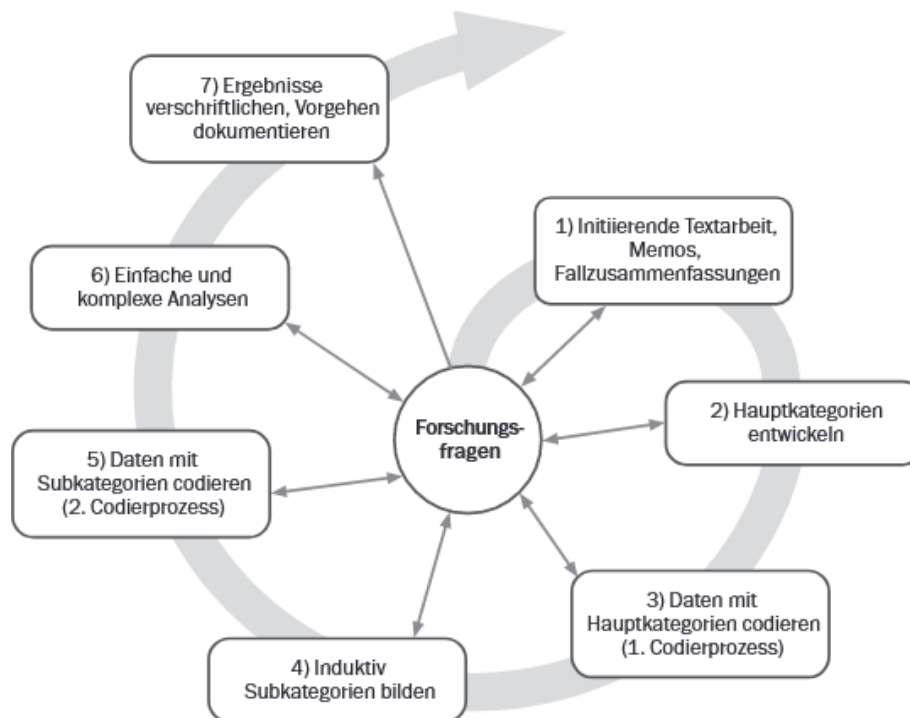 7) Ergebnisse
verschriftlichen, Vorgehen
dokumentieren
1) Initiierende Textarbeit,
Memos,
Fallzusammenfassungen
6) Einfache und
komplexe Analysen
Forschungs-
fragen
2) Hauptkategorien
entwickeln
5) Daten mit
Subkategorien codieren
(2. Codierprozess)
3) Daten mit
Hauptkategorien codieren
(1. Codierprozess)
4) Induktiv
Subkategorien bilden